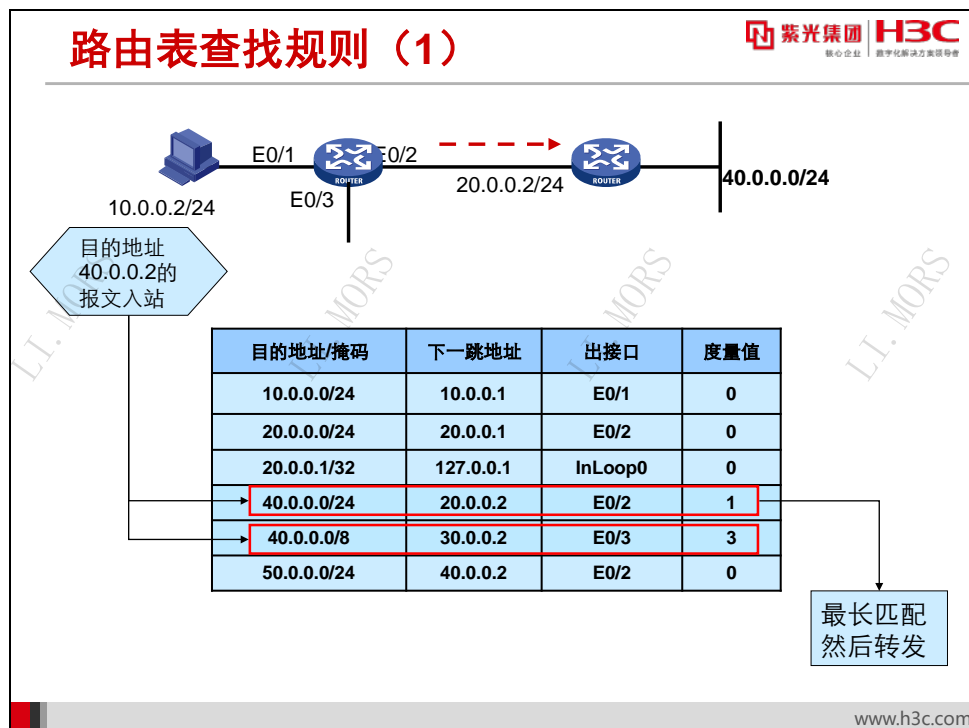 路由表查找规则（1）
紫光集团 H3C
核心企业 数字化解决方案领导者
E0/1
E0/2
20.0.0.2/24
40.0.0.0/24
10.0.0.2/24
E0/3
ROUTER
ROUTER
目的地址
40.0.0.2的
报文入站
目的地址/掩码 下一跳地址 出接口 度量值
10.0.0.0/24 10.0.0.1 E0/1 0
20.0.0.0/24 20.0.0.1 E0/2 0
20.0.0.1/32 127.0.0.1 InLoop0 0
40.0.0.0/24 20.0.0.2 E0/2 1
40.0.0.0/8 30.0.0.2 E0/3 3
50.0.0.0/24 40.0.0.2 E0/2 0
最长匹配
然后转发
LI. MORS
LI. MORS
LI. MORS
www.h3c.com